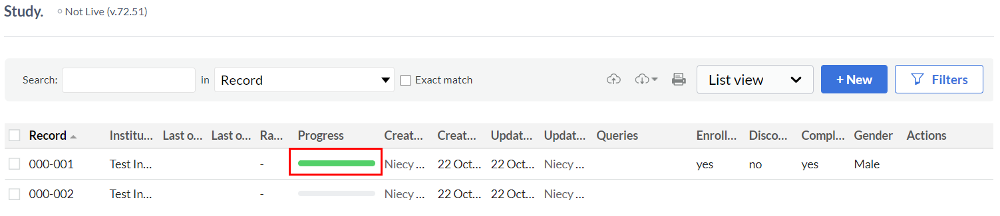 Study. Not Live (v.72.51)
Search: in Record Exact match List view + New Filters
Record Institu... Last o... Last o... Ra... Progress Creat... Creat... Updat... Updat... Queries Enroll... Disco... Compl... Gender Actions
000-001 Test In... - Niecy ... 22 Oct... 22 Oct... Niecy ... yes no yes Male
000-002 Test In... - Niecy ... 22 Oct... 22 Oct... Niecy ...